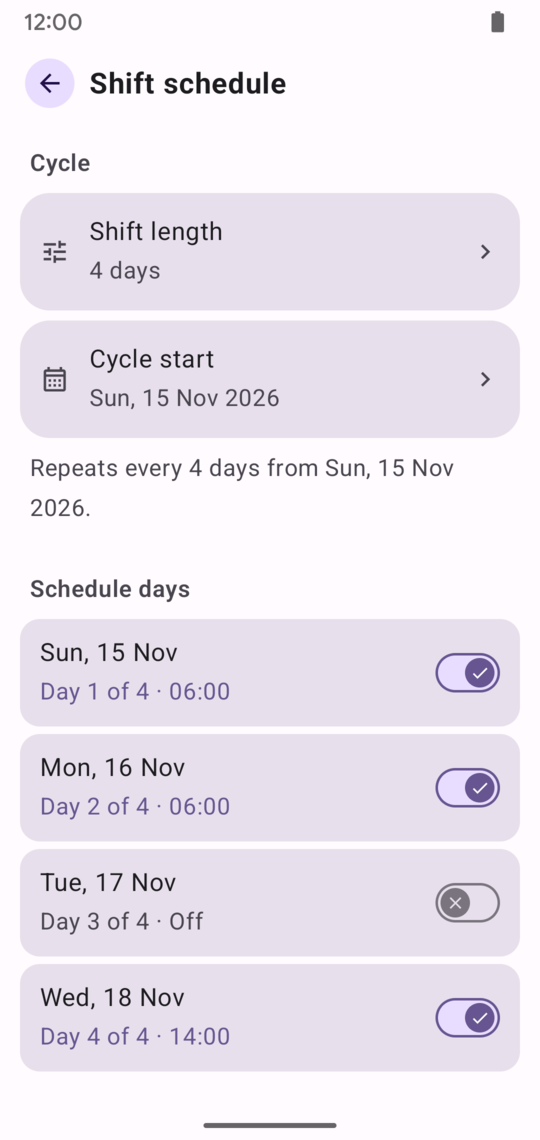 12:00
Shift schedule
Cycle
Shift length
4 days
Cycle start
Sun, 15 Nov 2026
Repeats every 4 days from Sun, 15 Nov
2026.
Schedule days
Sun, 15 Nov
Day 1 of 4 · 06:00
Mon, 16 Nov
Day 2 of 4 · 06:00
Tue, 17 Nov
Day 3 of 4 · Off
Wed, 18 Nov
Day 4 of 4 · 14:00